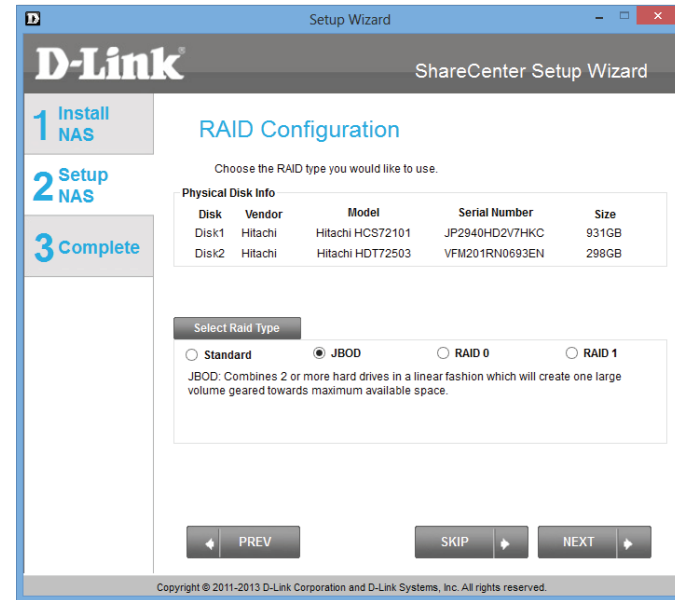 Setup Wizard
D-Link
ShareCenter Setup Wizard
1 Install NAS
2 Setup NAS
3 Complete
RAID Configuration
Choose the RAID type you would like to use.
Physical Disk Info
Disk Vendor Model Serial Number Size
Disk1 Hitachi Hitachi HCS72101 JP2940HD2V7HKC 931GB
Disk2 Hitachi Hitachi HDT72503 VFM201RN0693EN 298GB
Select Raid Type
Standard JBOD RAID 0 RAID 1
JBOD: Combines 2 or more hard drives in a linear fashion which will create one large
volume geared towards maximum available space.
PREV SKIP NEXT
Copyright © 2011-2013 D-Link Corporation and D-Link Systems, Inc. All rights reserved.